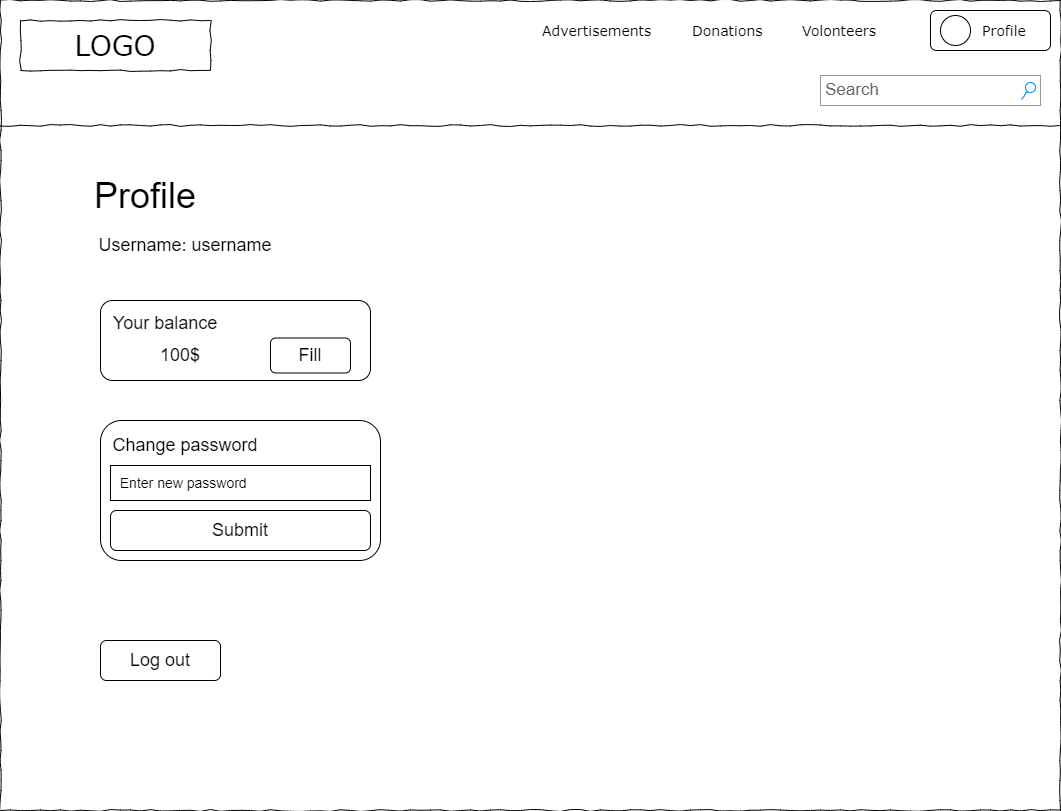 LOGO
Advertisements
Donations
Volonteers
Profile
Search
Profile
Username: username
Your balance
100$
Fill
Change password
Enter new password
Submit
Log out